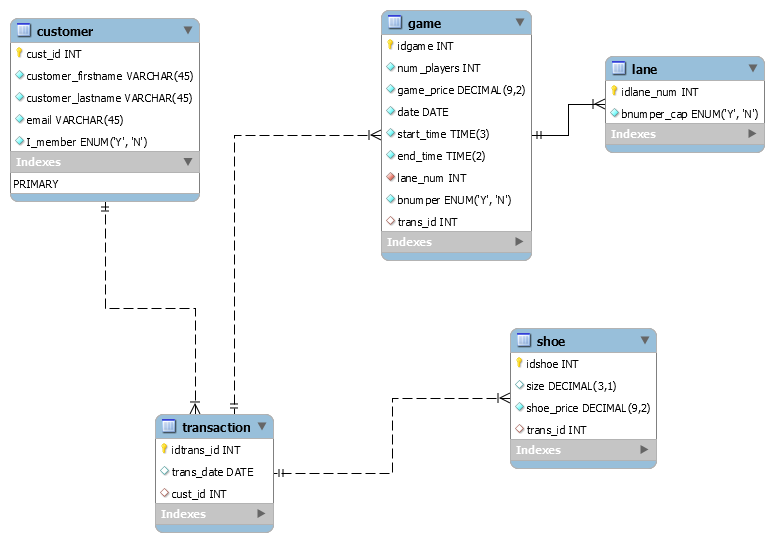 customer
cust_id INT
customer_firstname VARCHAR(45)
customer_lastname VARCHAR(45)
email VARCHAR(45)
I_member ENUM('Y', 'N')
Indexes
PRIMARY
game
idgame INT
num_players INT
game_price DECIMAL(9,2)
date DATE
start_time TIME(3)
end_time TIME(2)
lane_num INT
bnumper ENUM('Y', 'N')
trans_id INT
Indexes
lane
idlane_num INT
bnumper_cap ENUM('Y', 'N')
Indexes
shoe
idshoe INT
size DECIMAL(3,1)
shoe_price DECIMAL(9,2)
trans_id INT
Indexes
transaction
idtrans_id INT
trans_date DATE
cust_id INT
Indexes